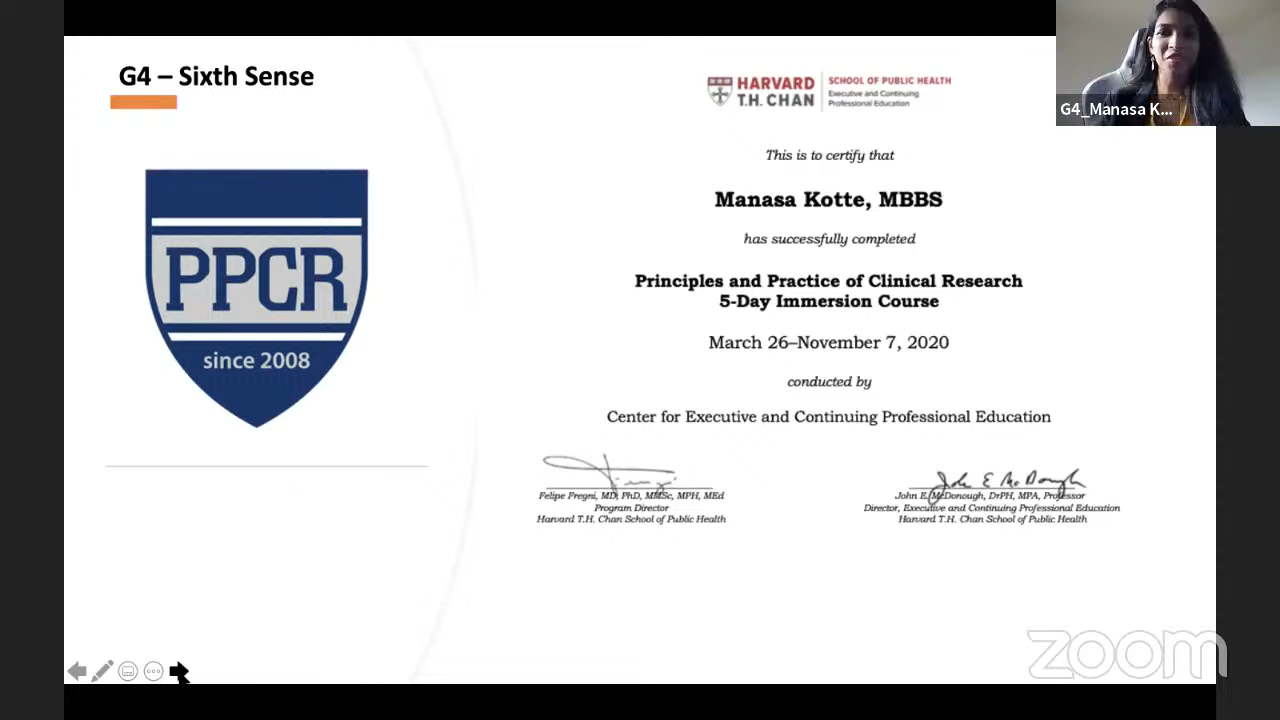 G4 – Sixth Sense
PPCR
since 2008
HARVARD
T.H. CHAN
SCHOOL OF PUBLIC HEALTH
Executive and Continuing
Professional Education
This is to certify that
Manasa Kotte, MBBS
has successfully completed
Principles and Practice of Clinical Research
5-Day Immersion Course
March 26–November 7, 2020
conducted by
Center for Executive and Continuing Professional Education
Felipe Fregni, MD, PhD, MMSc, MPH, MEd
Program Director
Harvard T.H. Chan School of Public Health
John E McDonough
John E. McDonough, DrPH, MPA, Professor
Director, Executive and Continuing Professional Education
Harvard T.H. Chan School of Public Health
G4_Manasa K...
zoom